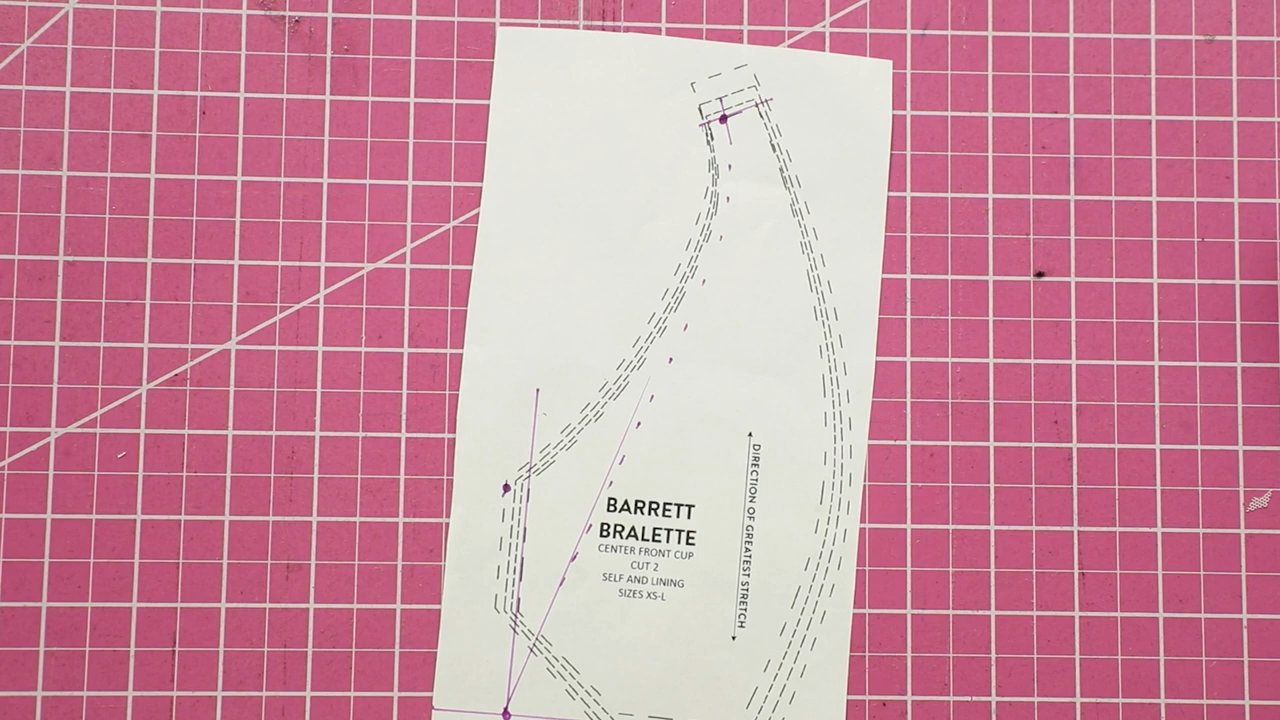 BARRETT
BRALETTE
CENTER FRONT CUP
CUT 2
SELF AND LINING
SIZES XS-L
DIRECTION OF GREATEST STRETCH